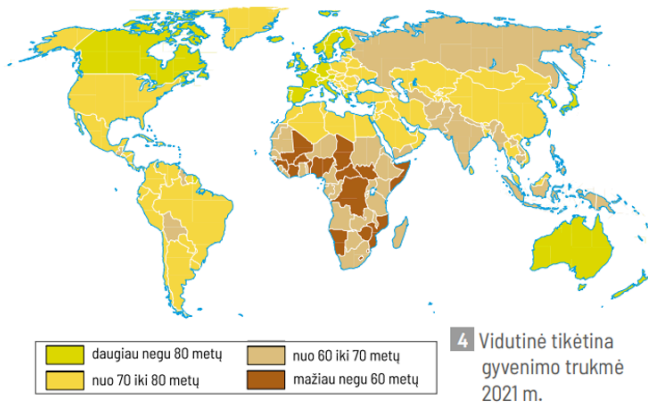 daugiau negu 80 metų
nuo 70 iki 80 metų
nuo 60 iki 70 metų
mažiau negu 60 metų
4 Vidutinė tikėtina
gyvenimo trukmė
2021 m.